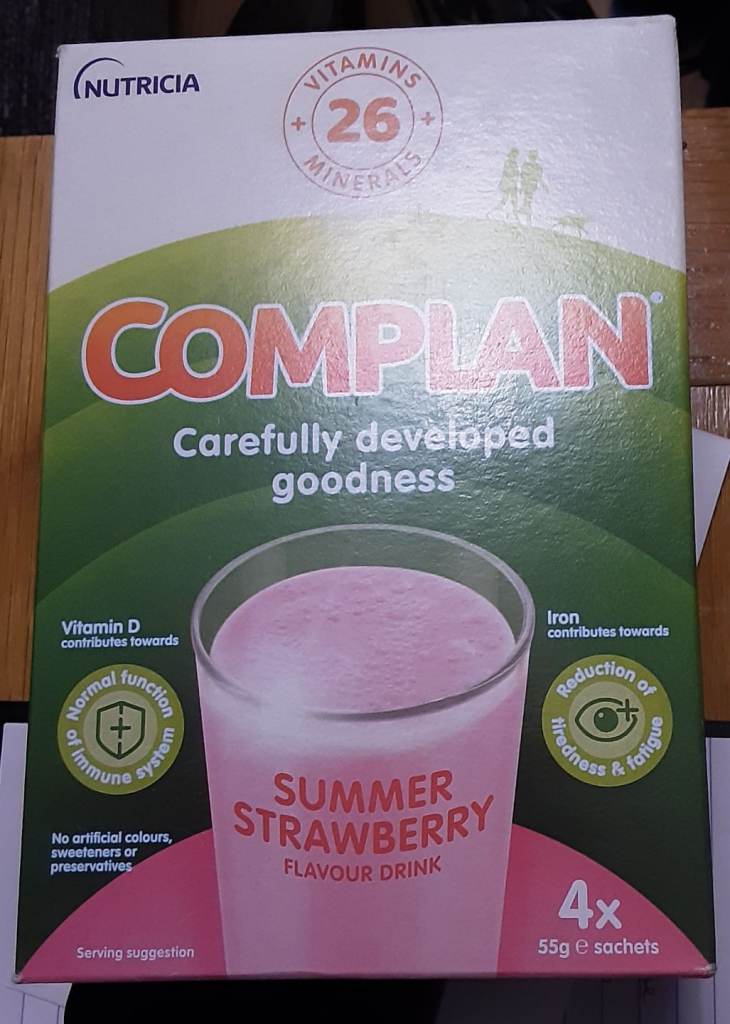 NUTRICIA
VITAMINS
+ 26 +
MINERALS
COMPLAN®
Carefully developed
goodness
Vitamin D
contributes towards
Normal function
of immune system
Iron
contributes towards
Reduction of
tiredness & fatigue
SUMMER
STRAWBERRY
FLAVOUR DRINK
No artificial colours,
sweeteners or
preservatives
Serving suggestion
4x
55g e sachets